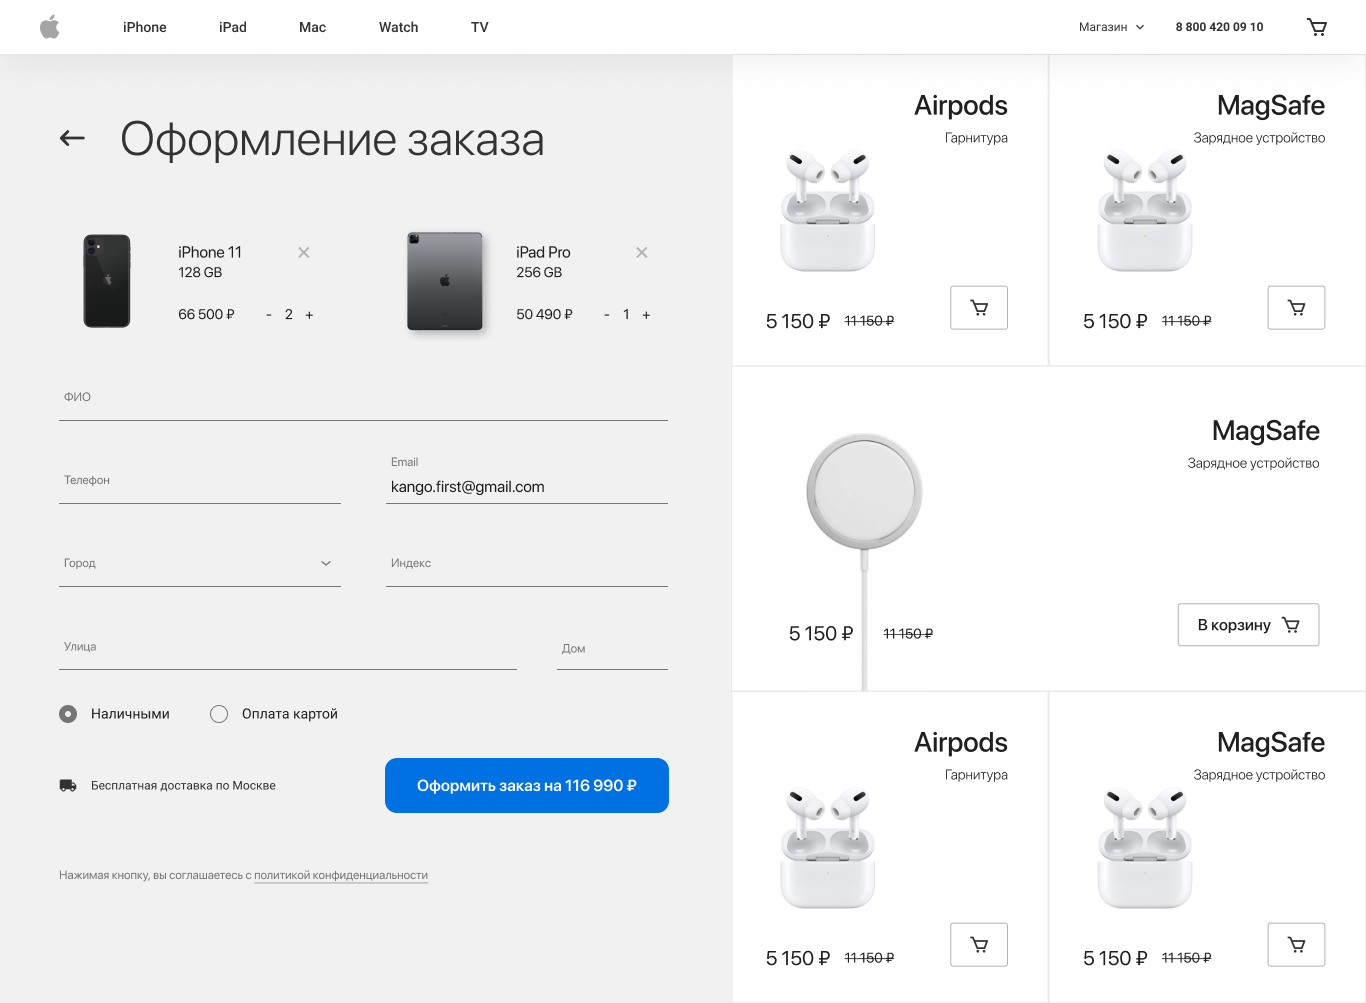 iPhone iPad Mac Watch TV Магазин 8 800 420 09 10
Оформление заказа
iPhone 11
128 GB
66 500 ₽ - 2 +
iPad Pro
256 GB
50 490 ₽ - 1 +
ФИО
Телефон
Email
kango.first@gmail.com
Город
Индекс
Улица
Дом
Наличными
Оплата картой
Бесплатная доставка по Москве
Оформить заказ на 116 990 ₽
Нажимая кнопку, вы соглашаетесь с политикой конфиденциальности
Airpods
Гарнитура
5 150 ₽ 11 150 ₽
MagSafe
Зарядное устройство
5 150 ₽ 11 150 ₽
MagSafe
Зарядное устройство
5 150 ₽ 11 150 ₽
В корзину
Airpods
Гарнитура
5 150 ₽ 11 150 ₽
MagSafe
Зарядное устройство
5 150 ₽ 11 150 ₽